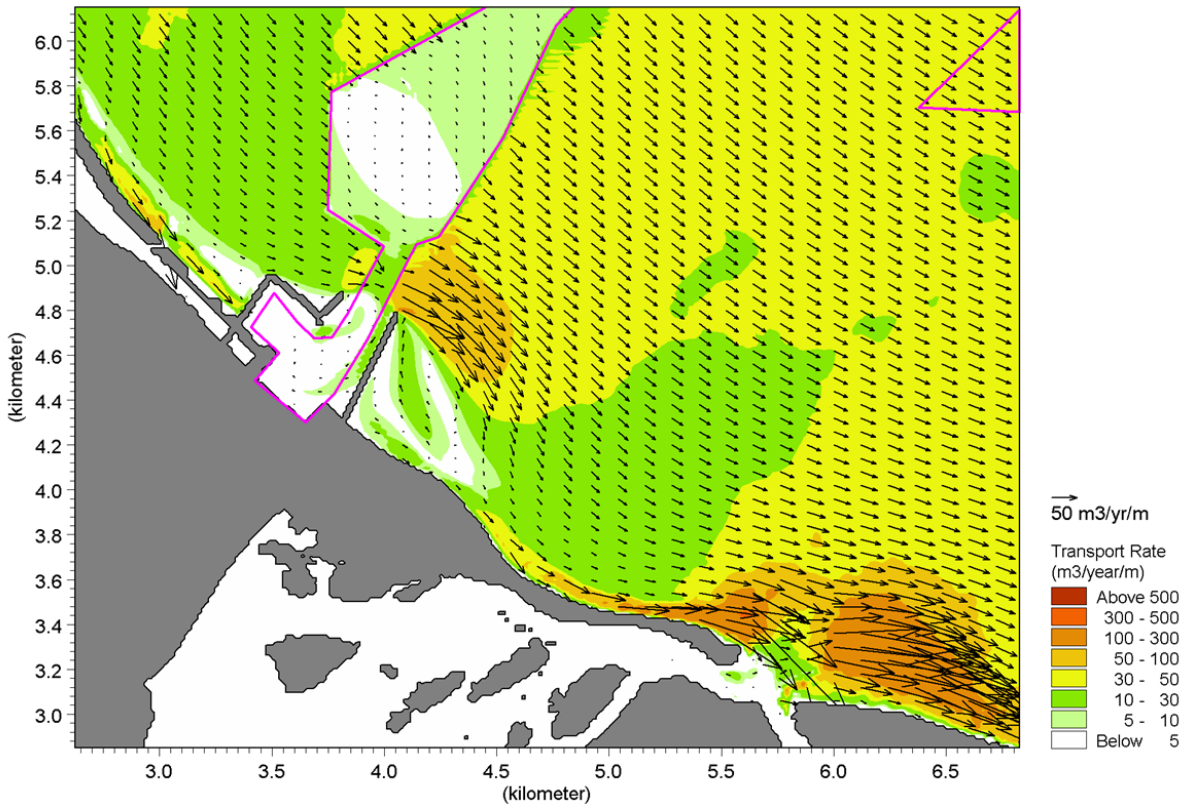 6.0
5.8
5.6
5.4
5.2
5.0
4.8
4.6
4.4
4.2
4.0
3.8
3.6
3.4
3.2
3.0
(kilometer)
3.0 3.5 4.0 4.5 5.0 5.5 6.0 6.5
(kilometer)
50 m3/yr/m
Transport Rate
(m3/year/m)
Above 500
300 - 500
100 - 300
50 - 100
30 - 50
10 - 30
5 - 10
Below 5